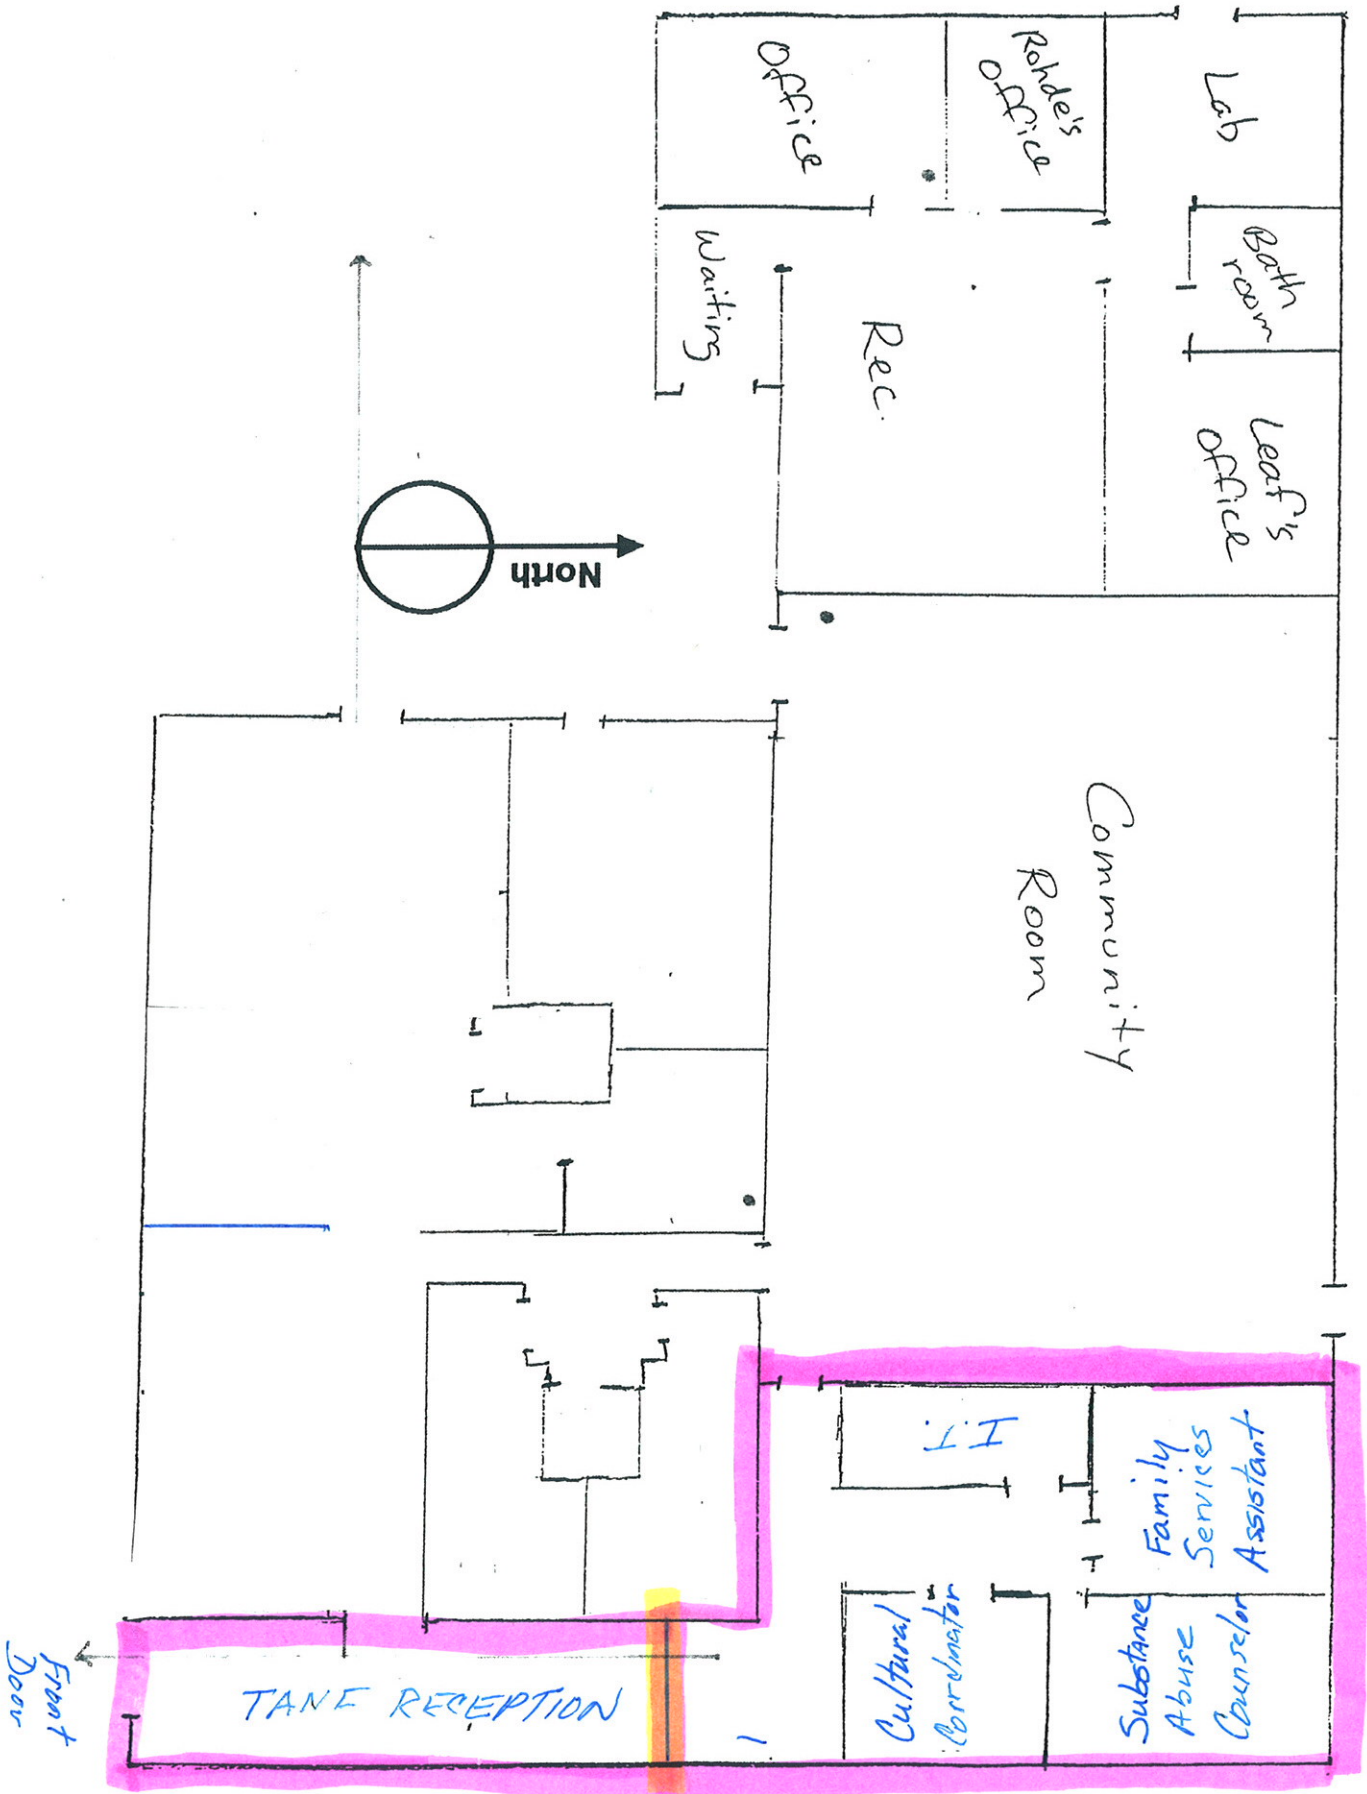 Office
Rohde's
office
Lab
Waiting
Rec.
Bath
room
Leaf's
office
North
Community
Room
I.I.
Family
Services
Assistant
Cultural
Coordinator
Substance
Abuse
Counselor
TANF RECEPTION
Front
Door